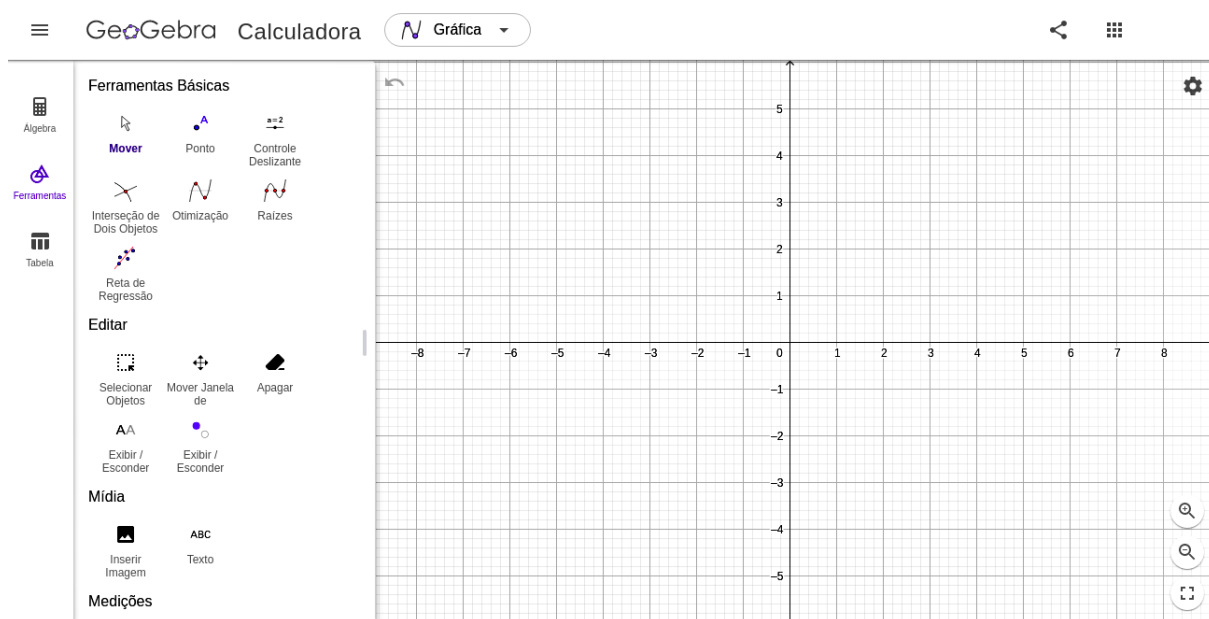 GeoGebra Calculadora Gráfica
Álgebra
Ferramentas
Tabela
Ferramentas Básicas
Mover
Ponto
A
a=2
Controle
Deslizante
Interseção de
Dois Objetos
Otimização
Raízes
Reta de
Regressão
Editar
Selecionar
Objetos
Mover Janela
de
Apagar
AA
Exibir /
Esconder
Exibir /
Esconder
Mídia
Inserir
Imagem
ABC
Texto
Medições
5
4
3
2
1
–8 –7 –6 –5 –4 –3 –2 –1 0 1 2 3 4 5 6 7 8
–1
–2
–3
–4
–5